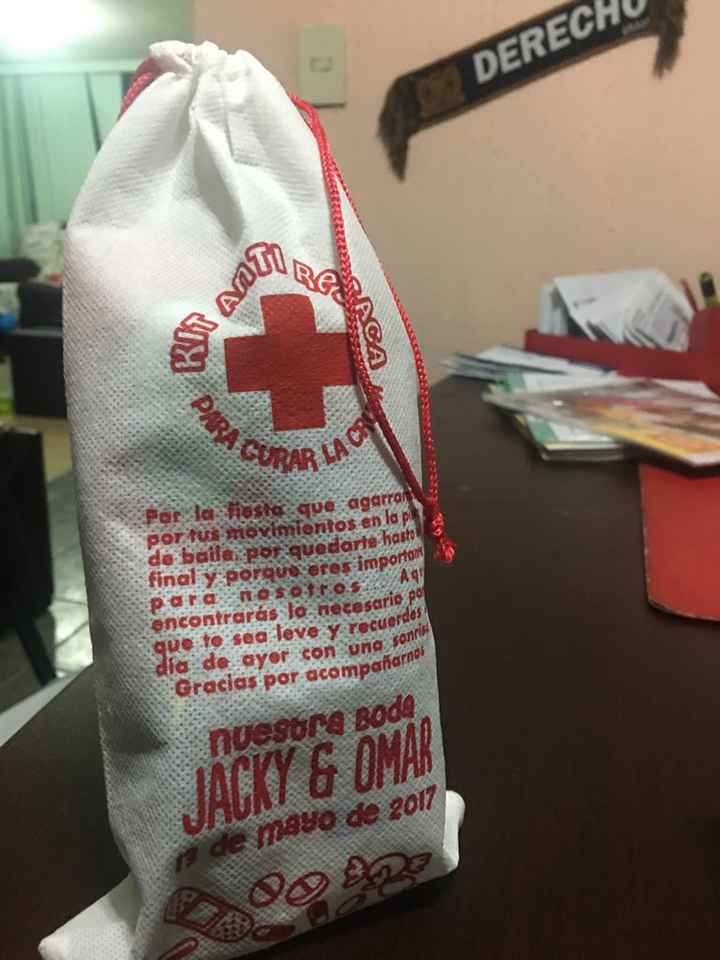 DERECHO
KIT ANTI RESACA
PARA CURAR LA
Por la fiesta que
por tus movimientos en la
de baile, por quedarte hasta
final y porque eres
para nosotros
encontrarás lo necesario
que te sea leve y recuerdes
día de ayer con una
Gracias por acompañarnos
nuestra Boda
JACKY & OMAR
13 de mayo de 2017